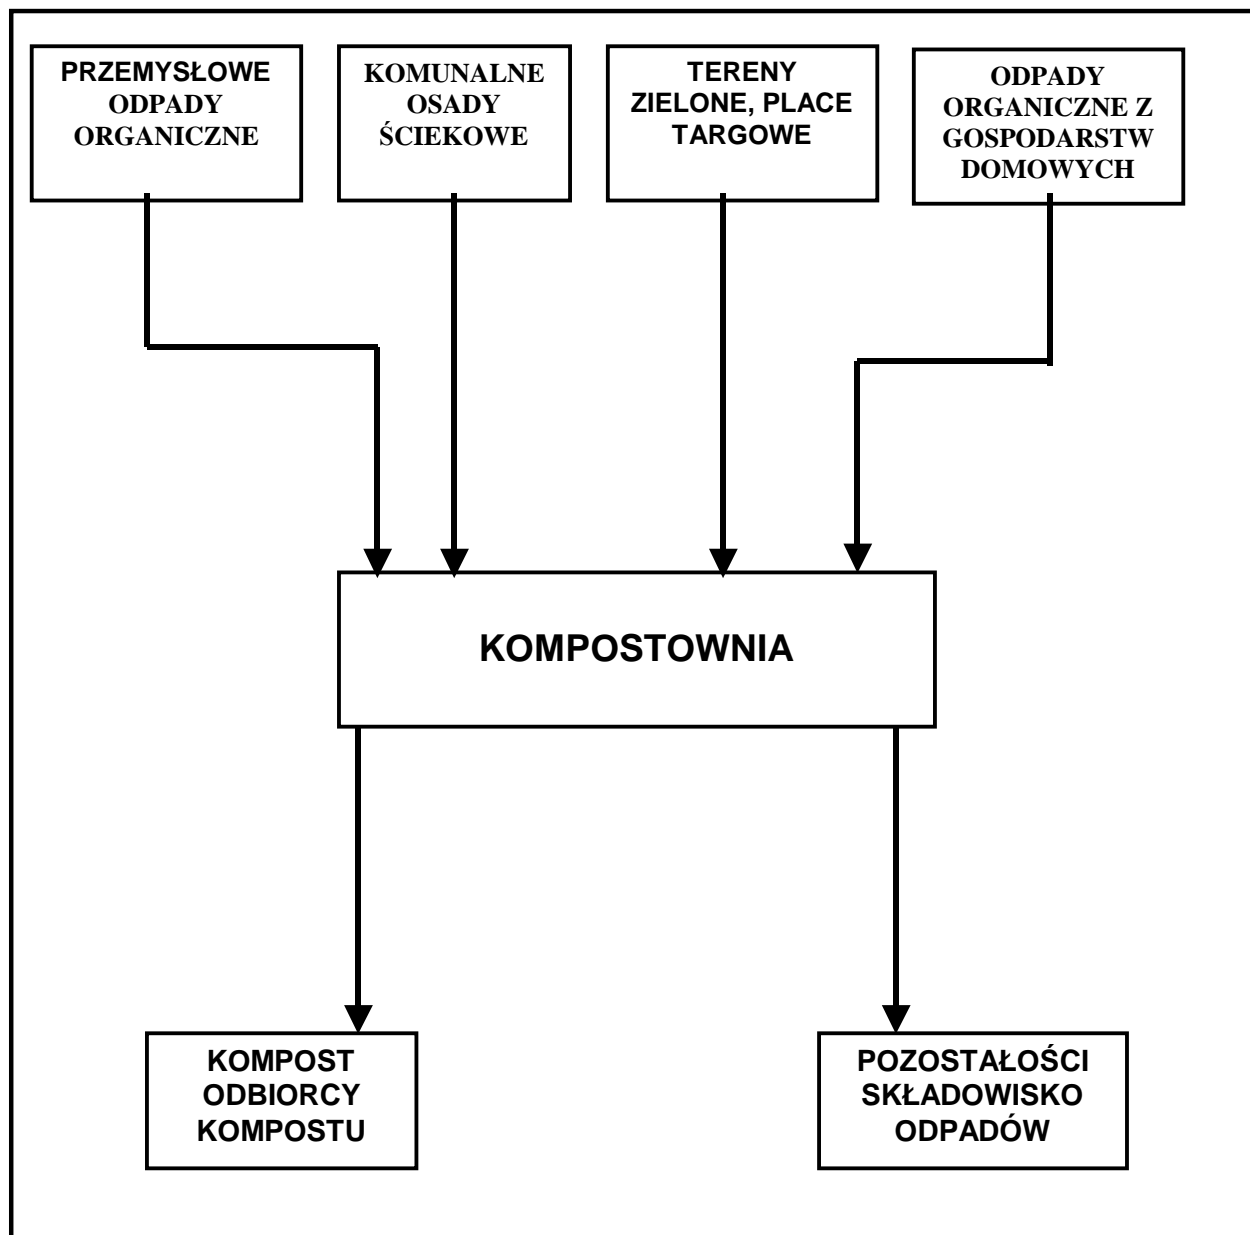 PRZEMYSŁOWE
ODPADY
ORGANICZNE
KOMUNALNE
OSADY
ŚCIEKOWE
TERENY
ZIELONE, PLACE
TARGOWE
ODPADY
ORGANICZNE Z
GOSPODARSTW
DOMOWYCH
KOMPOSTOWNIA
KOMPOST
ODBIORCY
KOMPOSTU
POZOSTAŁOŚCI
SKŁADOWISKO
ODPADÓW